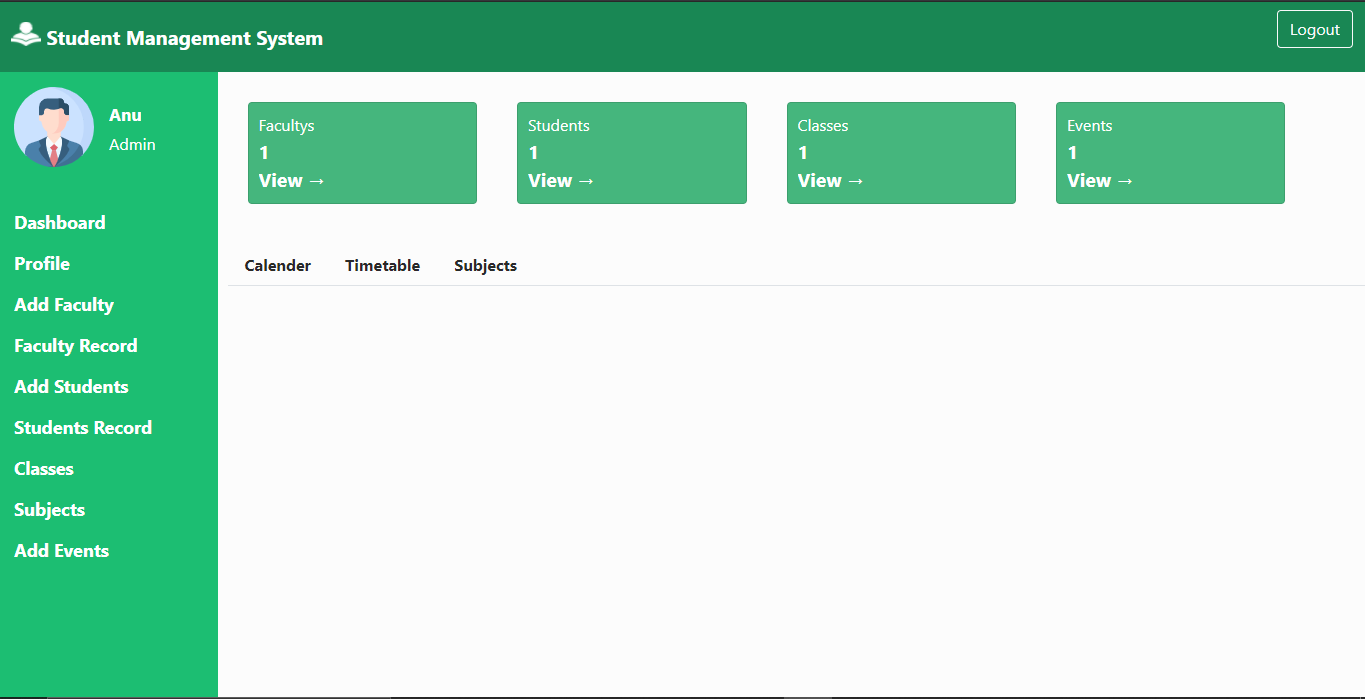 Student Management System
Logout
Anu
Admin
Dashboard
Profile
Add Faculty
Faculty Record
Add Students
Students Record
Classes
Subjects
Add Events
Facultys
1
View →
Students
1
View →
Classes
1
View →
Events
1
View →
Calender Timetable Subjects